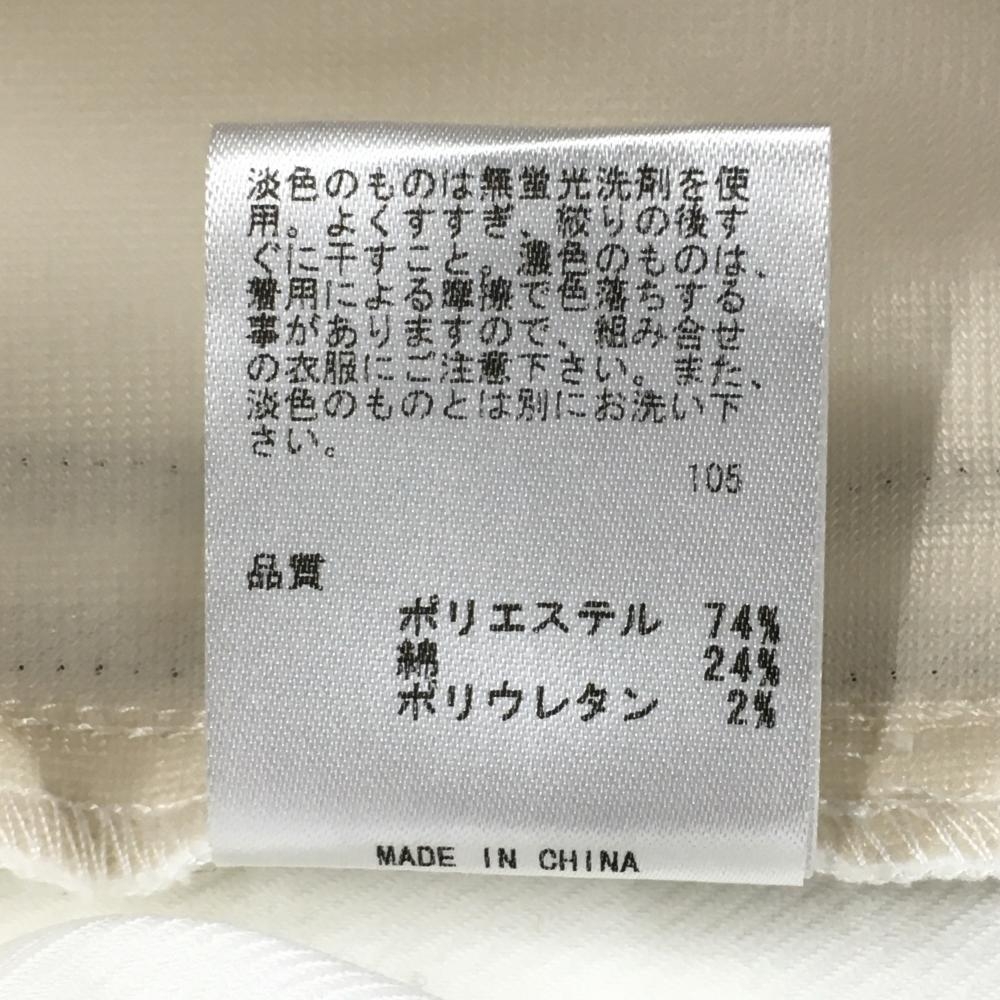 淡色のものは無蛍光洗剤を使
用。よくすすぎ、絞りの後す
ぐに干すこと。濃色のものは、
着用による摩擦で色落ちする
事がありますので、組み合せ
の衣服にご注意下さい。また、
淡色のものとは別にお洗い下
さい。
105
品質
ポリエステル 74%
綿 24%
ポリウレタン 2%
MADE IN CHINA